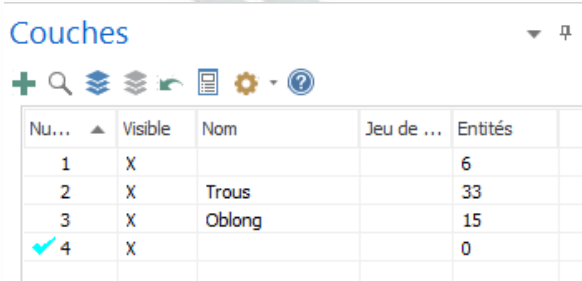 Couches
Nu... Visible Nom Jeu de ... Entités
1 X 6
2 X Trous 33
3 X Oblong 15
4 X 0